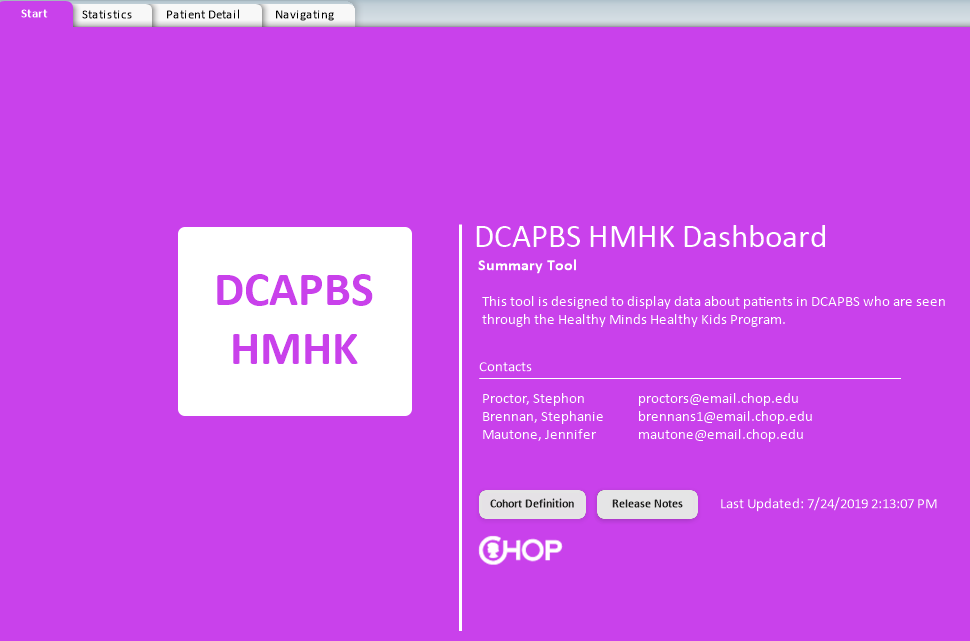 Start
Statistics
Patient Detail
Navigating
DCAPBS
HMHK
DCAPBS HMHK Dashboard
Summary Tool
This tool is designed to display data about patients in DCAPBS who are seen
through the Healthy Minds Healthy Kids Program.
Contacts
Proctor, Stephon proctors@email.chop.edu
Brennan, Stephanie brennans1@email.chop.edu
Mautone, Jennifer mautone@email.chop.edu
Cohort Definition
Release Notes
Last Updated: 7/24/2019 2:13:07 PM
CHOP